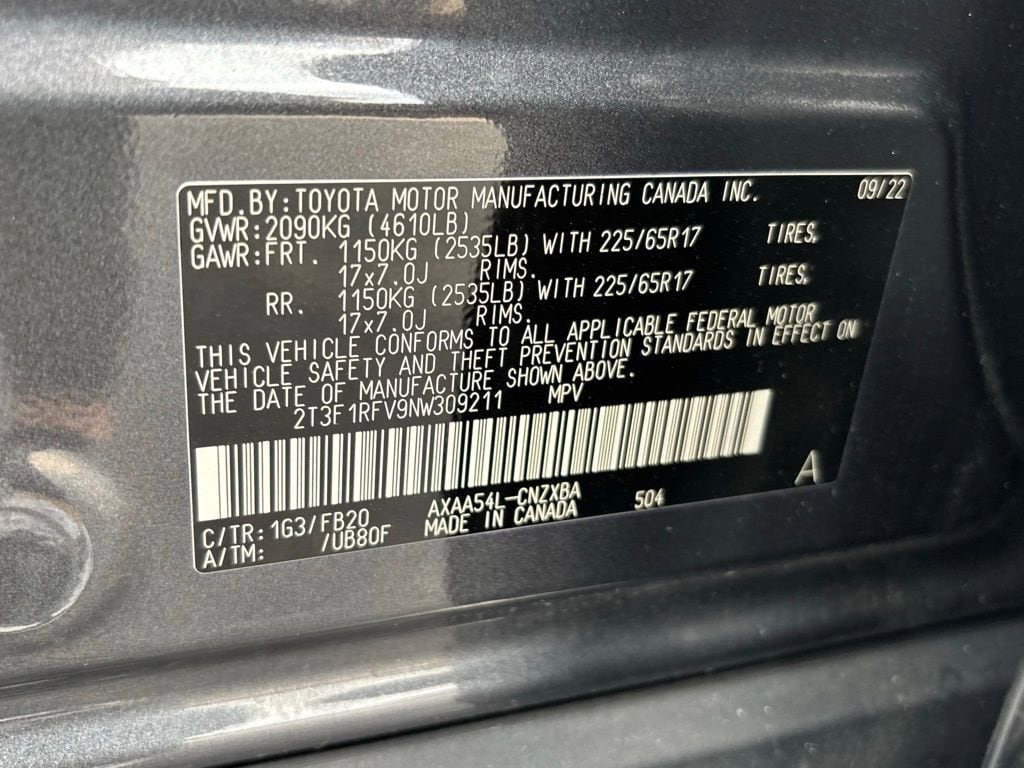 MFD. BY: TOYOTA MOTOR MANUFACTURING CANADA INC. 09/22
GVWR: 2090KG (4610LB)
GAWR: FRT. 1150KG (2535LB) WITH 225/65R17 TIRES,
17x7.0J RIMS.
RR. 1150KG (2535LB) WITH 225/65R17 TIRES,
17x7.0J RIMS.
THIS VEHICLE CONFORMS TO ALL APPLICABLE FEDERAL MOTOR
VEHICLE SAFETY AND THEFT PREVENTION STANDARDS IN EFFECT ON
THE DATE OF MANUFACTURE SHOWN ABOVE.
2T3F1RFV9NW309211 MPV
A
C/TR: 1G3/FB20 AXAA54L-CNZXBA 504
A/TM: /UB80F MADE IN CANADA